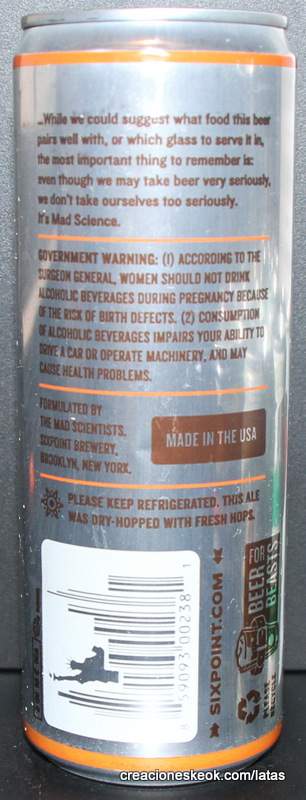 ...While we could suggest what food this beer
pairs well with, or which glass to serve it in,
the most important thing to remember is:
even though we may take beer very seriously,
we don't take ourselves too seriously.
It's Mad Science.
GOVERNMENT WARNING: (1) ACCORDING TO THE
SURGEON GENERAL, WOMEN SHOULD NOT DRINK
ALCOHOLIC BEVERAGES DURING PREGNANCY BECAUSE
OF THE RISK OF BIRTH DEFECTS. (2) CONSUMPTION
OF ALCOHOLIC BEVERAGES IMPAIRS YOUR ABILITY TO
DRIVE A CAR OR OPERATE MACHINERY, AND MAY
CAUSE HEALTH PROBLEMS.
FORMULATED BY
THE MAD SCIENTISTS.
SIXPOINT BREWERY,
BROOKLYN, NEW YORK.
MADE IN THE USA
PLEASE KEEP REFRIGERATED. THIS ALE
WAS DRY-HOPPED WITH FRESH HOPS.
8 59093 00238 1
SIXPOINT.COM
BEER FOR
BEASTS
creacioneskeok.com/latas